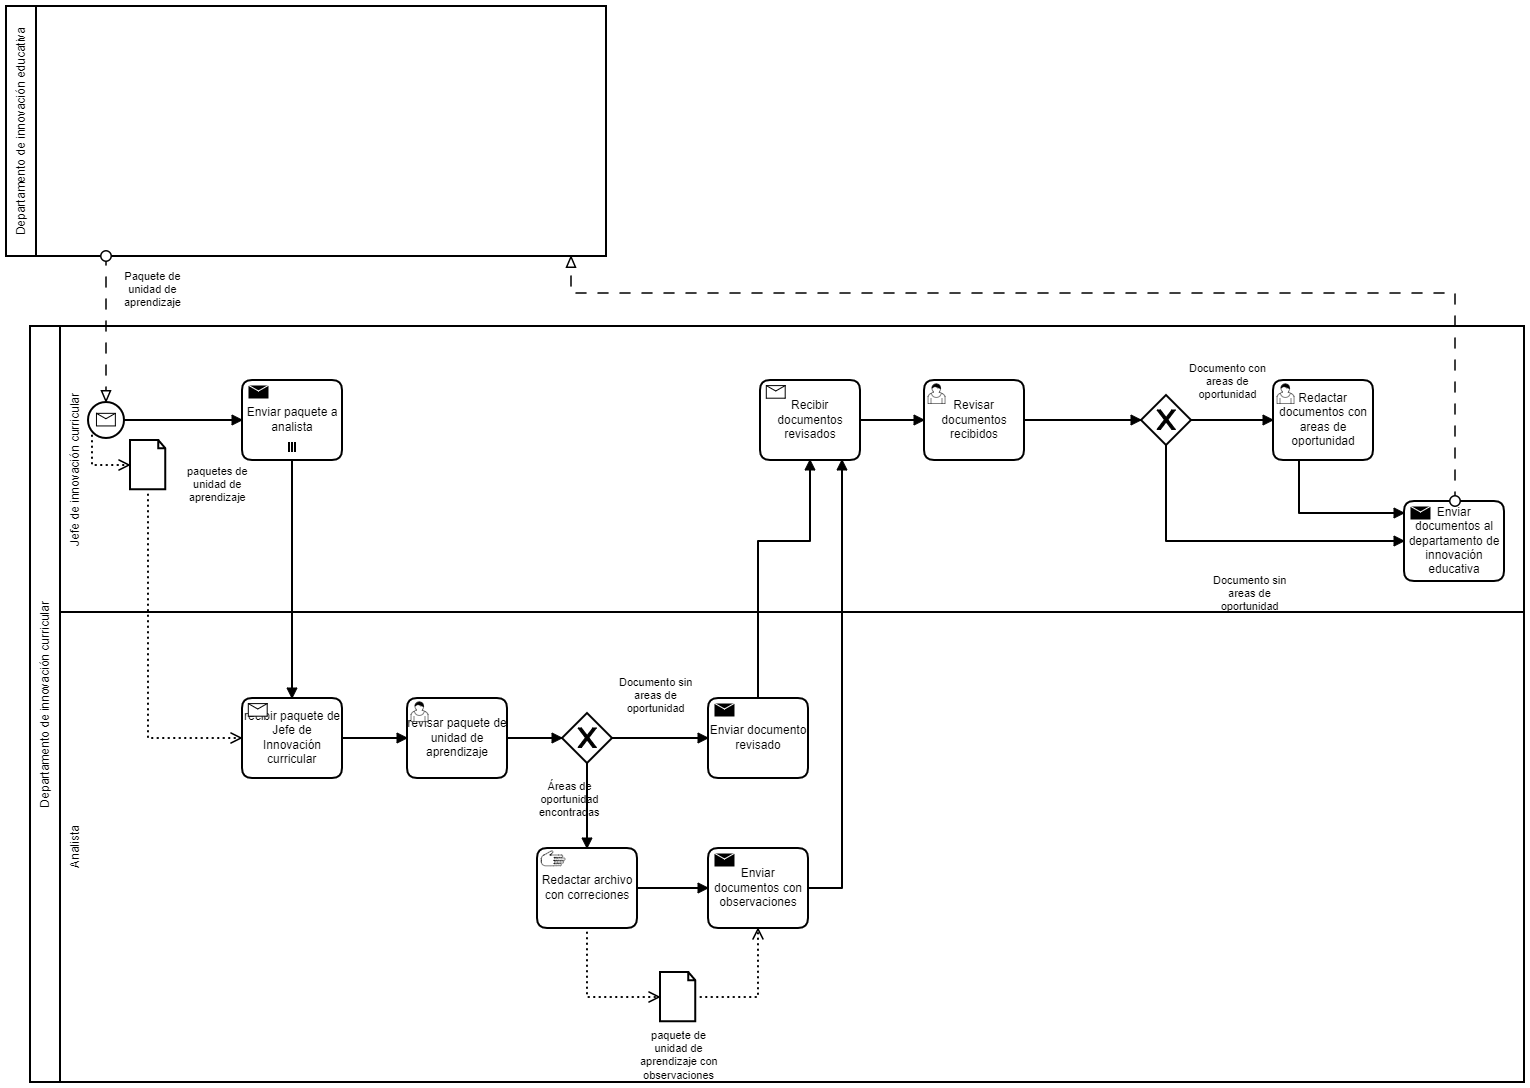 Departamento de innovación educativa
Paquete de
unidad de
aprendizaje
Departamento de innovación curricular
Jefe de innovación curricular
Enviar paquete a
analista
paquetes de
unidad de
aprendizaje
Recibir
documentos
revisados
Revisar
documentos
recibidos
Documento con
areas de
oportunidad
Redactar
documentos con
areas de
oportunidad
Enviar
documentos al
departamento de
innovación
educativa
Documento sin
areas de
oportunidad
Analista
recibir paquete de
Jefe de
Innovación
curricular
revisar paquete de
unidad de
aprendizaje
Documento sin
areas de
oportunidad
Enviar documento
revisado
Áreas de
oportunidad
encontradas
Redactar archivo
con correciones
Enviar
documentos con
observaciones
paquete de
unidad de
aprendizaje con
observaciones